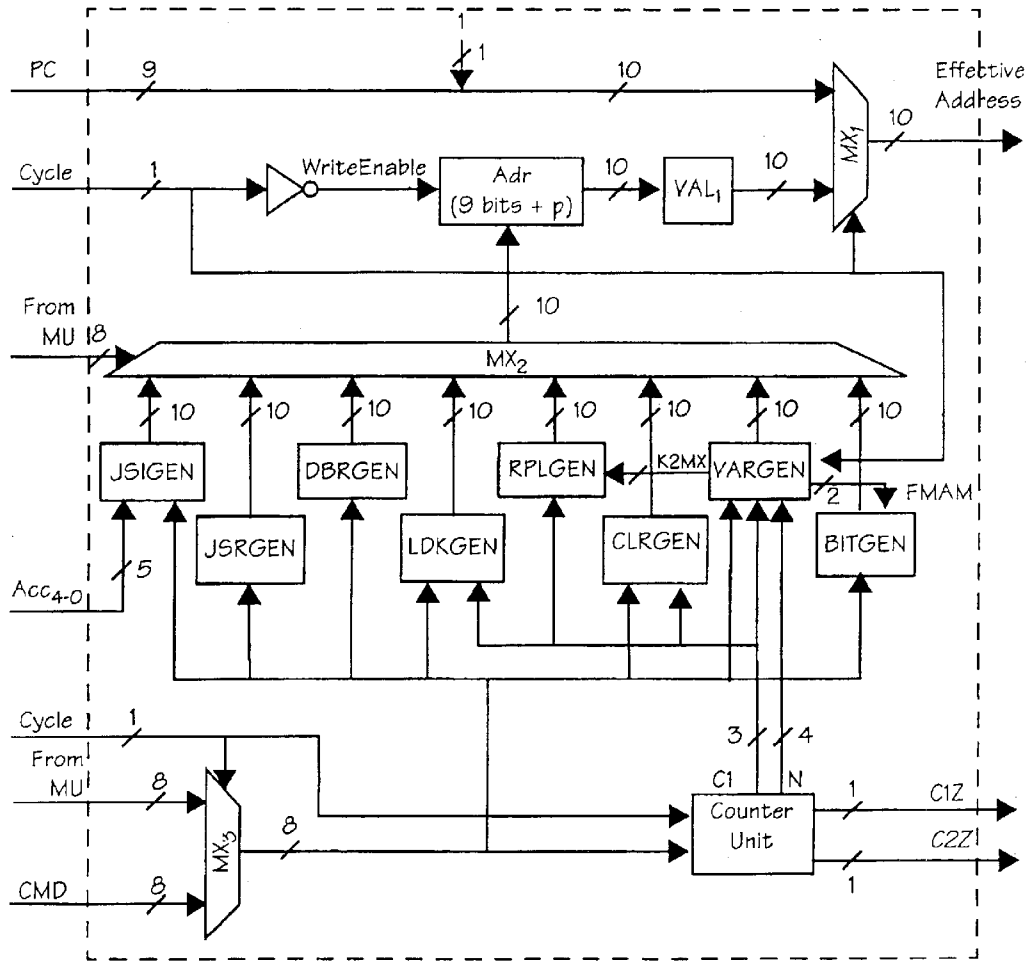 1
1
PC
9
10
Effective
Address
MX1
10
Cycle
1
WriteEnable
Adr
(9 bits + p)
10
VAL1
10
From
MU
8
10
MX2
10
10
10
10
10
10
10
10
JSIGEN
DBRGEN
RPLGEN
K2MX
VARGEN
2
FMAM
JSRGEN
LDKGEN
CLRGEN
BITGEN
5
Acc4-0
Cycle
1
3
4
From
MU
8
C1
N
MX3
8
Counter
Unit
1
C1Z
C2Z
1
CMD
8